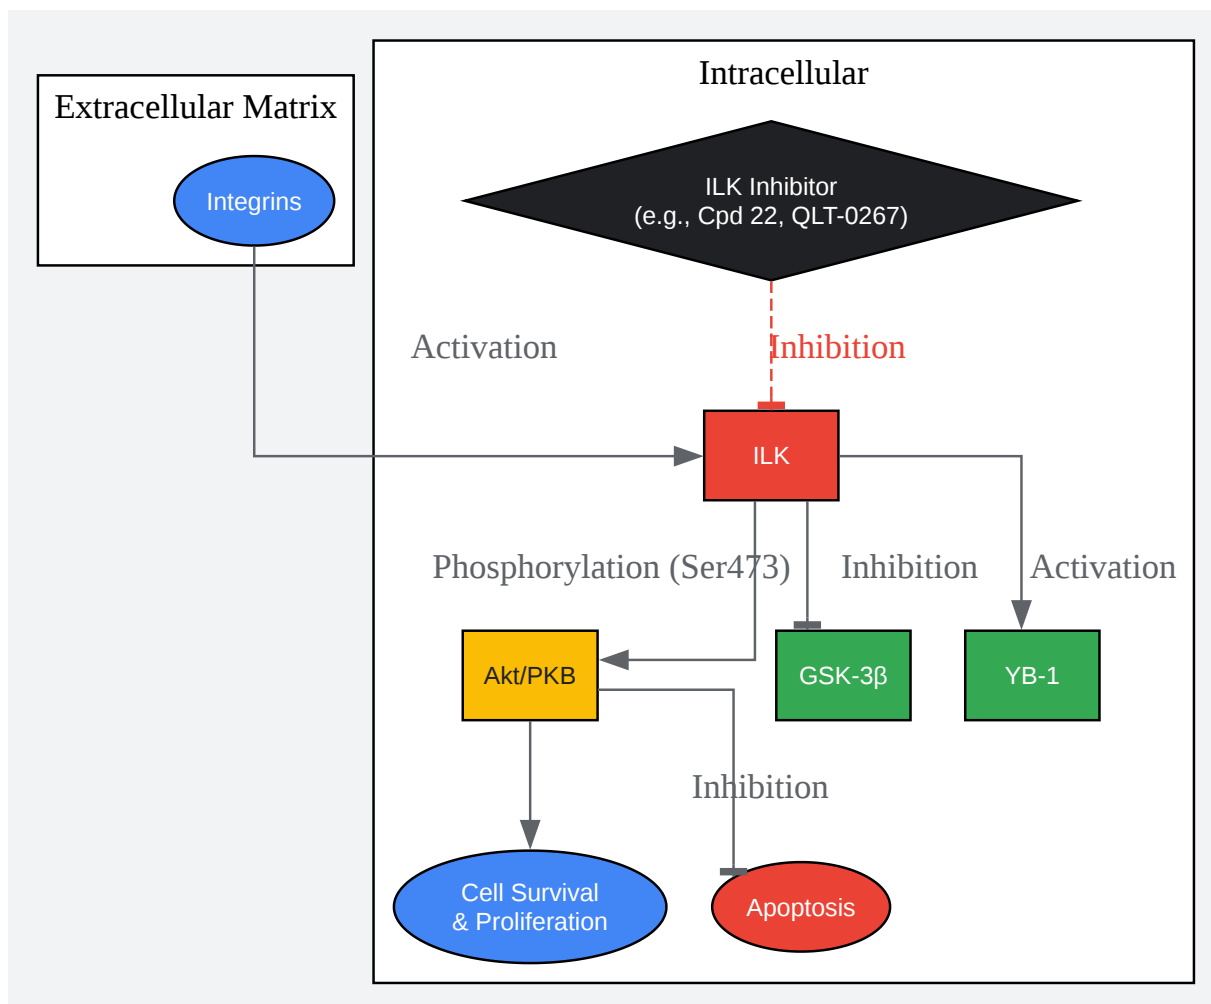 Intracellular
Extracellular Matrix
Integrins
ILK Inhibitor
(e.g., Cpd 22, QLT-0267)
Activation
Inhibition
ILK
Phosphorylation (Ser473)
Inhibition
Activation
Akt/PKB
GSK-3β
YB-1
Inhibition
Cell Survival
& Proliferation
Apoptosis